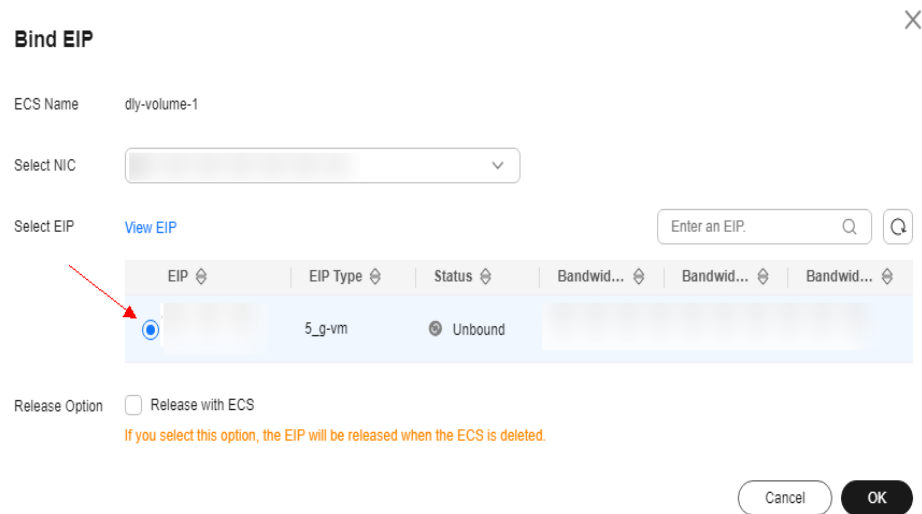 Bind EIP
ECS Name dly-volume-1
Select NIC
Select EIP View EIP Enter an EIP.
EIP EIP Type Status Bandwid... Bandwid... Bandwid...
5_g-vm Unbound
Release Option Release with ECS
If you select this option, the EIP will be released when the ECS is deleted.
Cancel OK